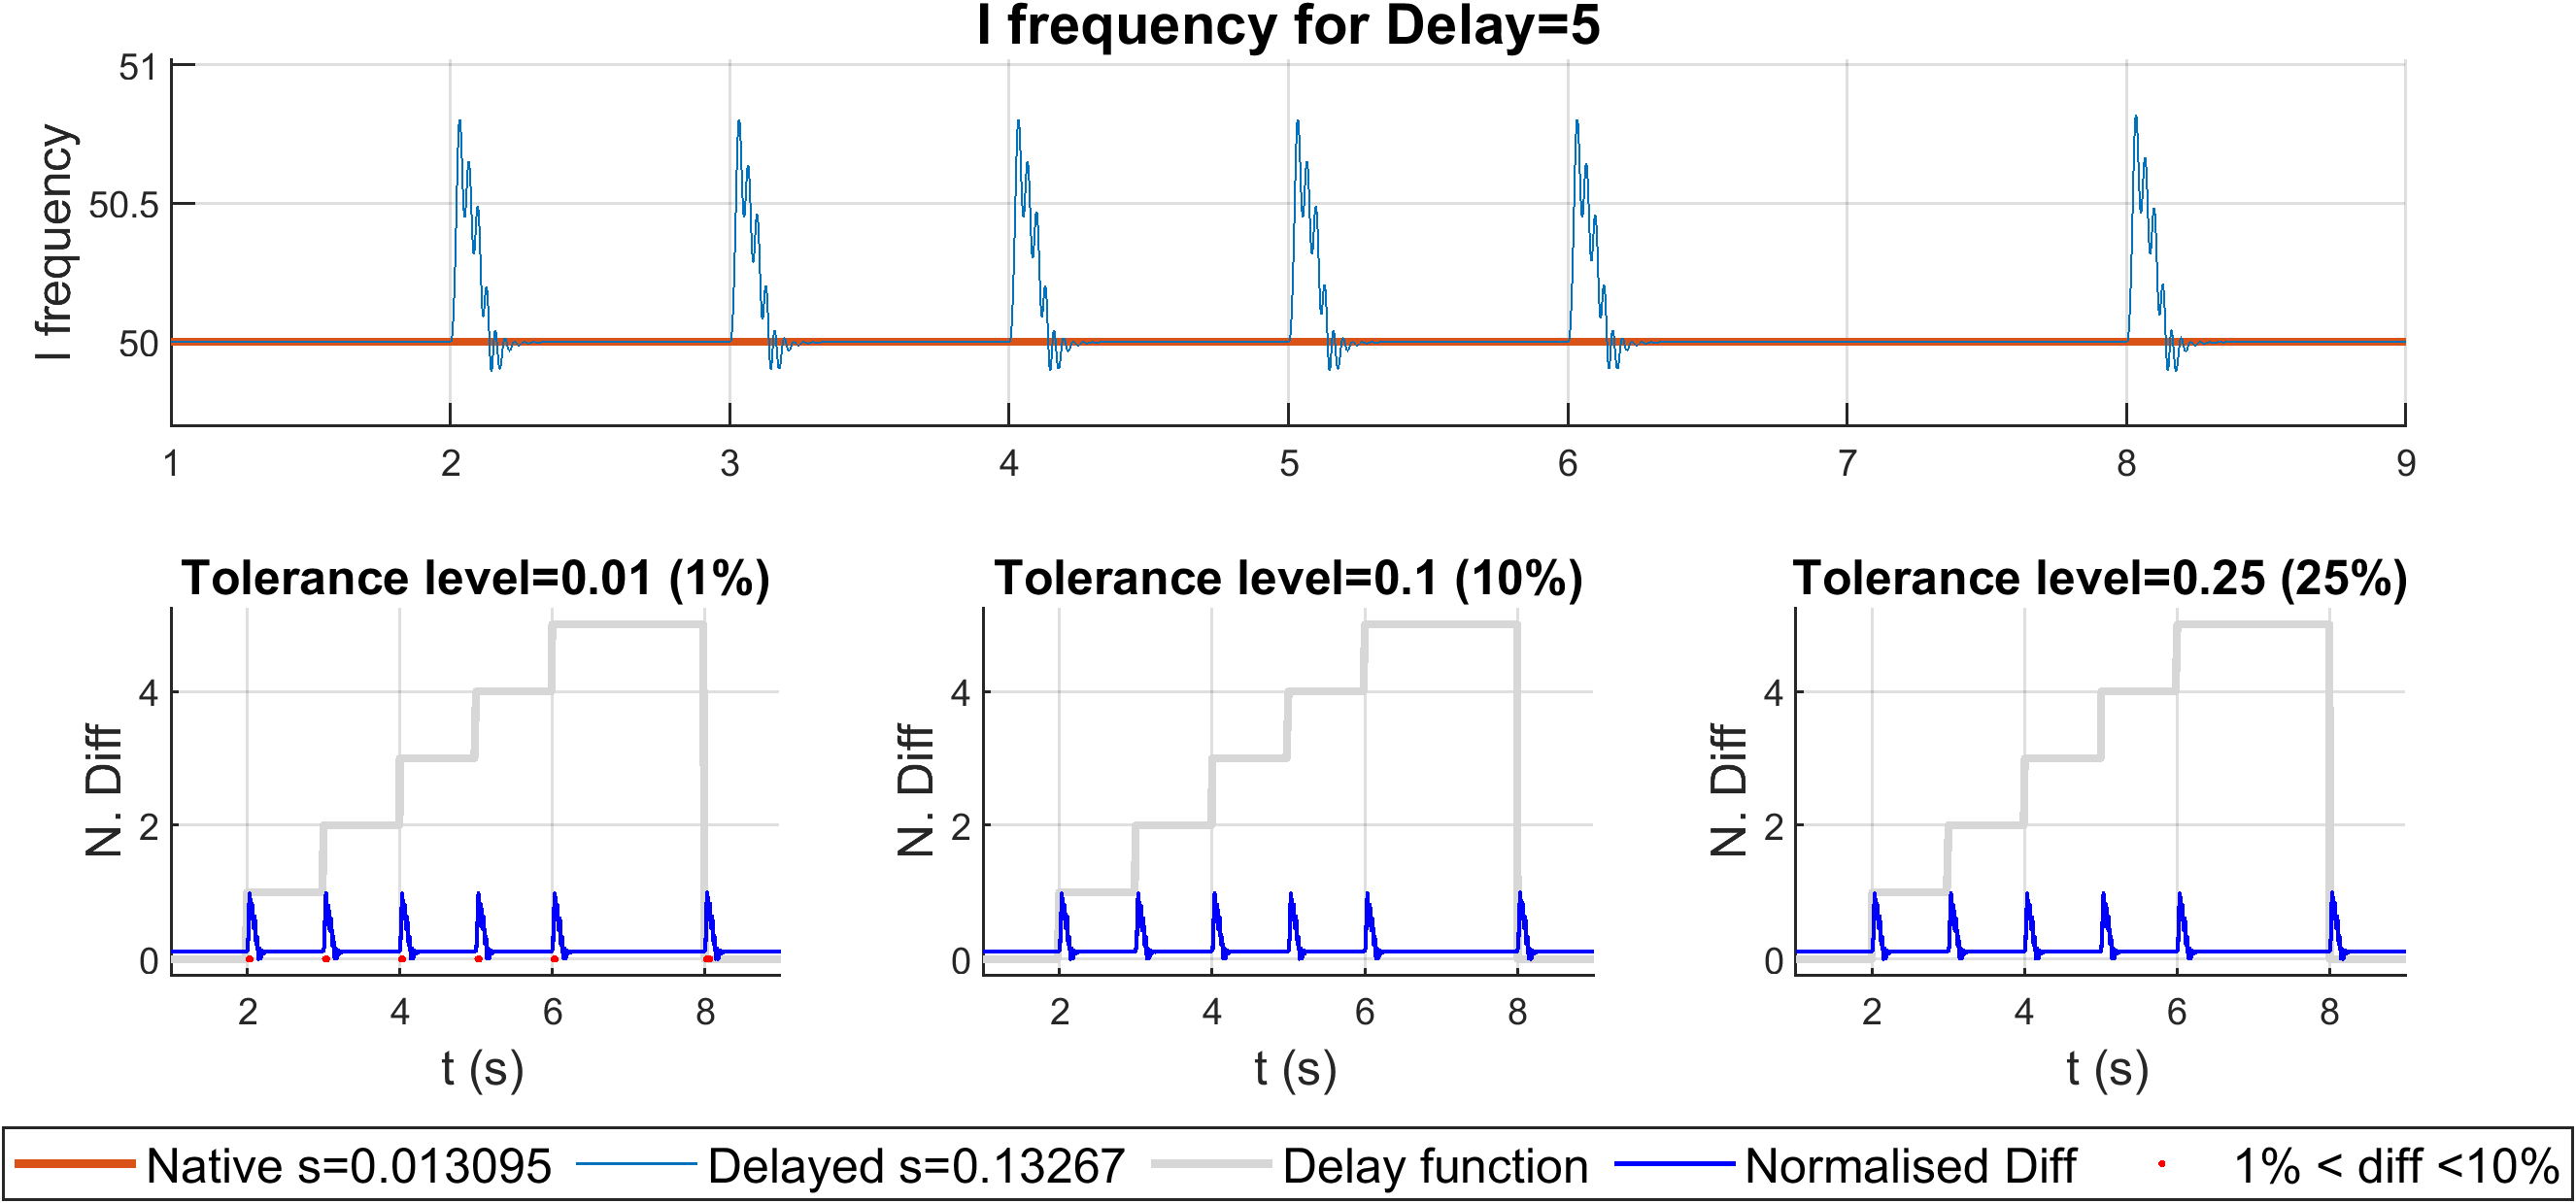 I frequency for Delay=5
I frequency
51
50.5
50
1 2 3 4 5 6 7 8 9
Tolerance level=0.01 (1%)
N. Diff
4
2
0
2 4 6 8
t (s)
Tolerance level=0.1 (10%)
N. Diff
4
2
0
2 4 6 8
t (s)
Tolerance level=0.25 (25%)
N. Diff
4
2
0
2 4 6 8
t (s)
Native s=0.013095 Delayed s=0.13267 Delay function Normalised Diff 1% < diff <10%